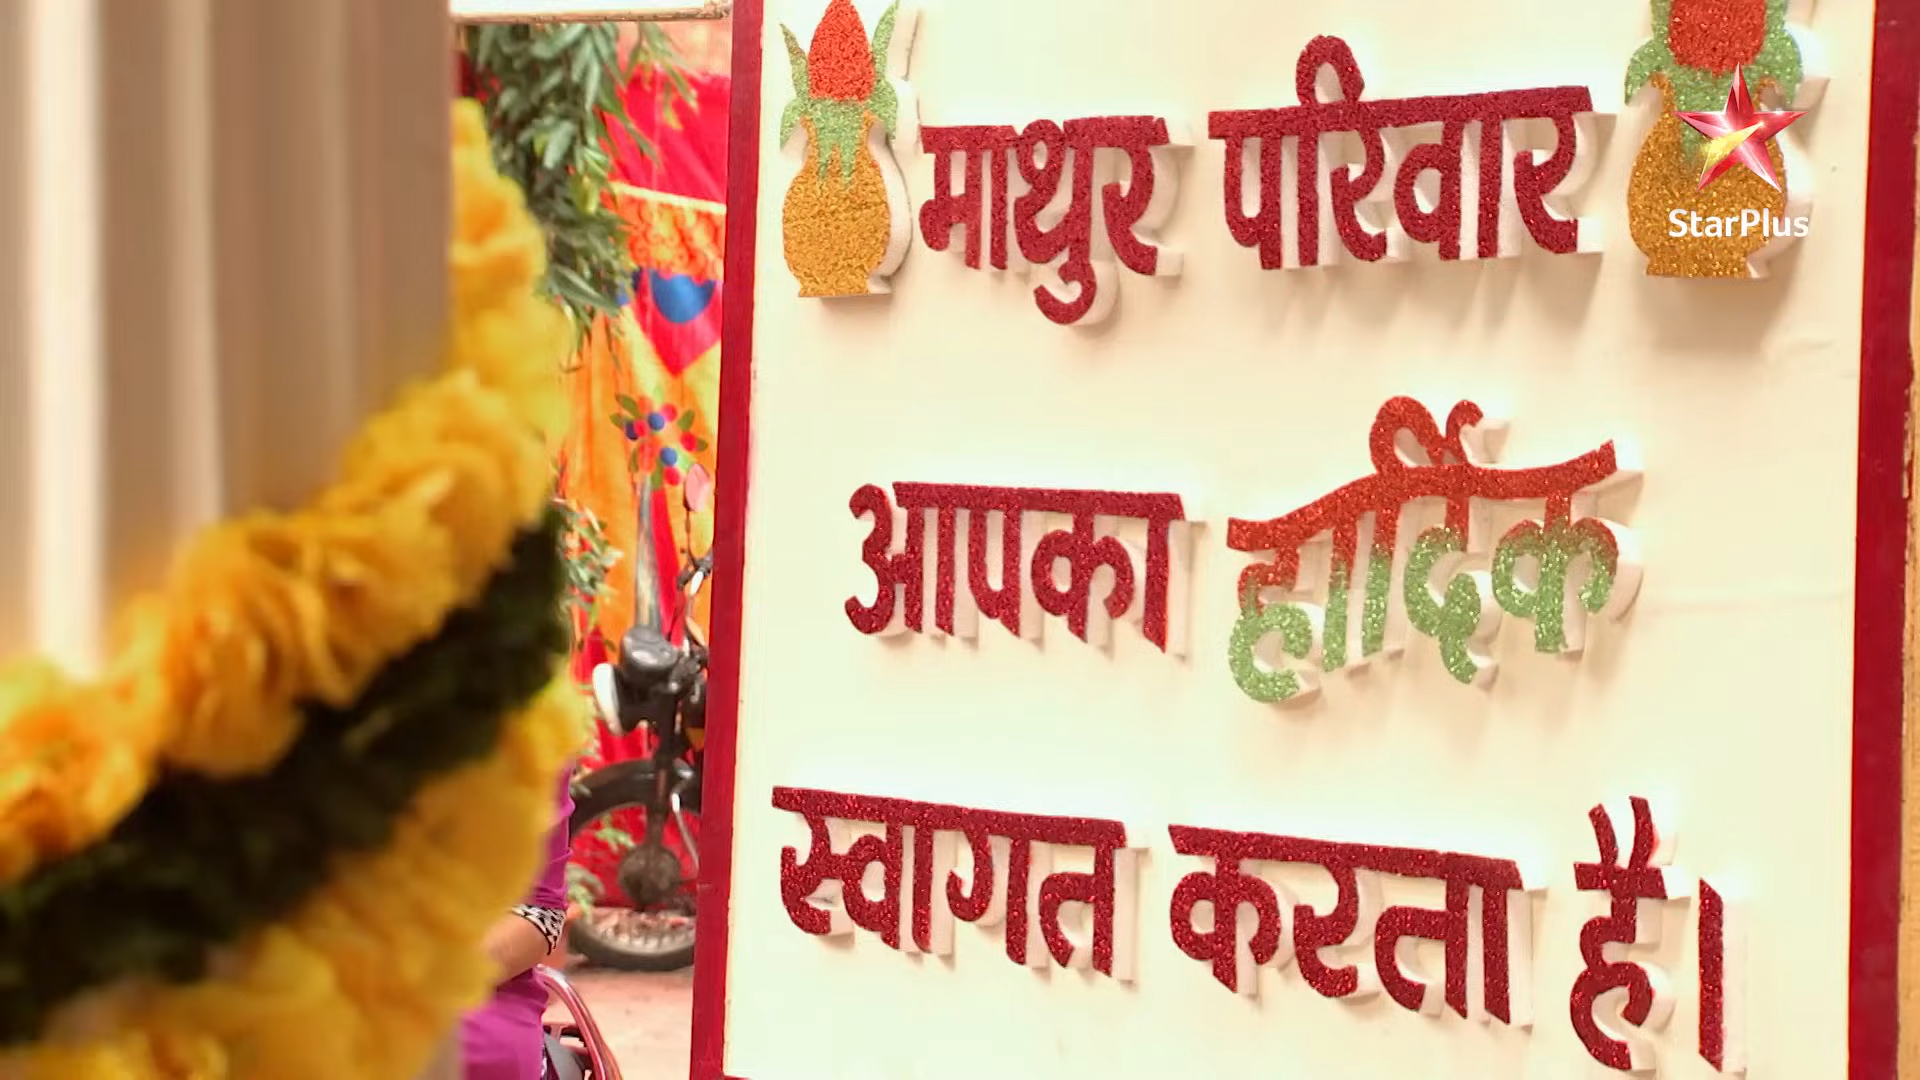 माथुर परिवार
StarPlus
आपका हार्दिक
स्वागत करता है।